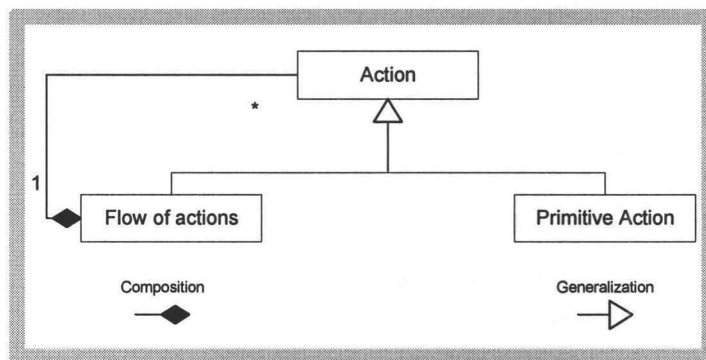 Action
*
1
Flow of actions
Primitive Action
Composition
Generalization